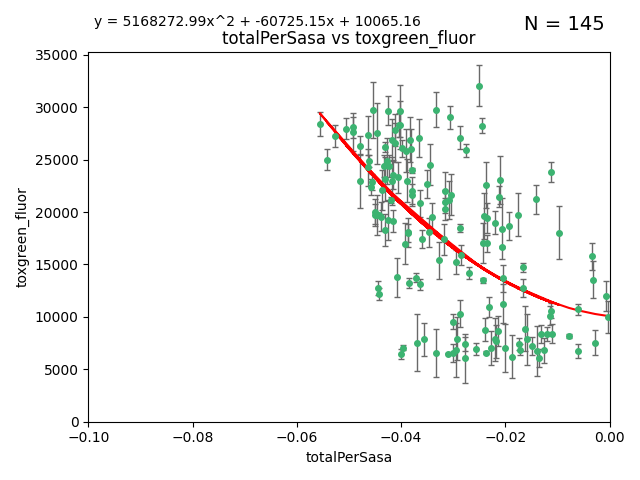 y = 5168272.99x^2 + -60725.15x + 10065.16
N = 145
totalPerSasa vs toxgreen_fluor
35000
30000
25000
20000
15000
10000
5000
0
toxgreen_fluor
−0.10 −0.08 −0.06 −0.04 −0.02 0.00
totalPerSasa